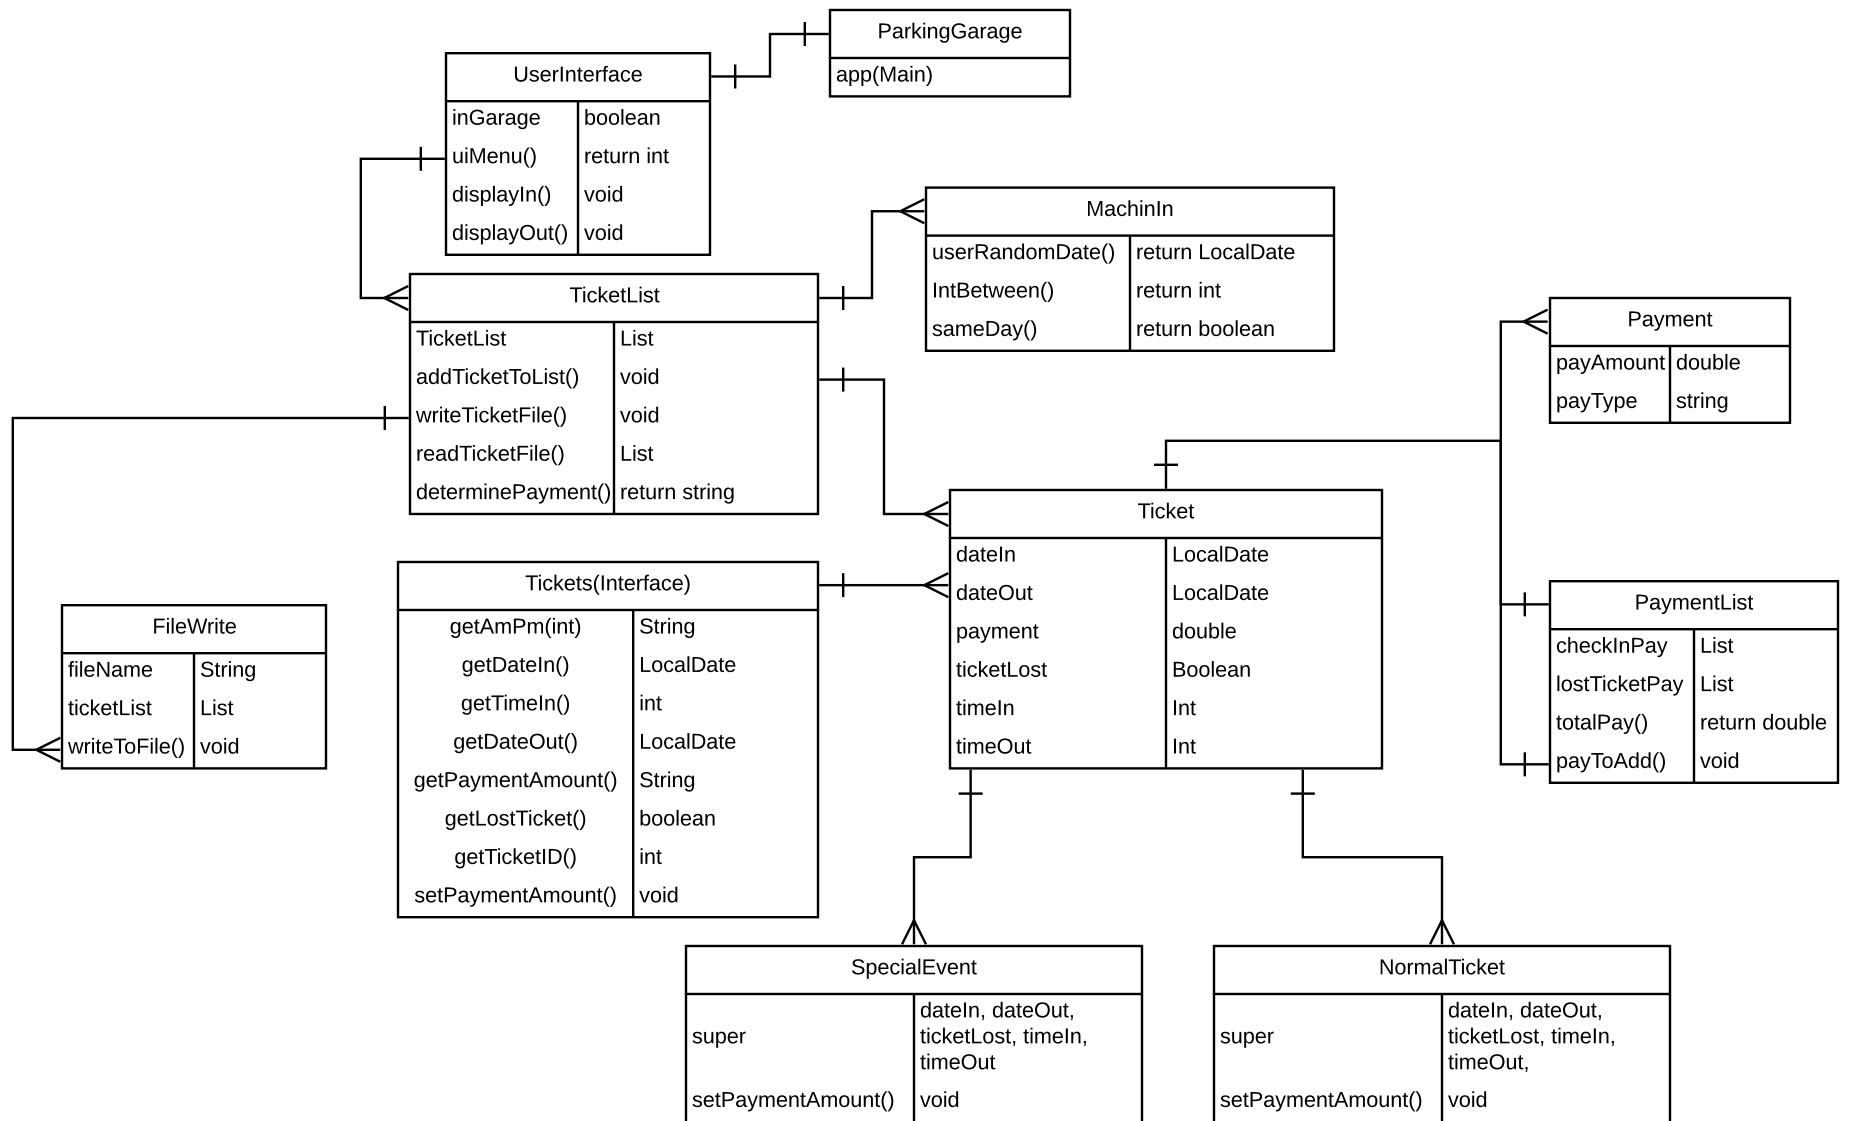 ParkingGarage
app(Main)
UserInterface
inGarage boolean
uiMenu() return int
displayIn() void
displayOut() void
MachinIn
userRandomDate() return LocalDate
IntBetween() return int
sameDay() return boolean
TicketList
TicketList List
addTicketToList() void
writeTicketFile() void
readTicketFile() List
determinePayment() return string
Payment
payAmount double
payType string
Ticket
dateIn LocalDate
dateOut LocalDate
payment double
ticketLost Boolean
timeIn Int
timeOut Int
Tickets(Interface)
getAmPm(int) String
getDateIn() LocalDate
getTimeIn() int
getDateOut() LocalDate
getPaymentAmount() String
getLostTicket() boolean
getTicketID() int
setPaymentAmount() void
PaymentList
checkInPay List
lostTicketPay List
totalPay() return double
payToAdd() void
FileWrite
fileName String
ticketList List
writeToFile() void
SpecialEvent
super
dateIn, dateOut,
ticketLost, timeIn,
timeOut
setPaymentAmount() void
NormalTicket
super
dateIn, dateOut,
ticketLost, timeIn,
timeOut,
setPaymentAmount() void